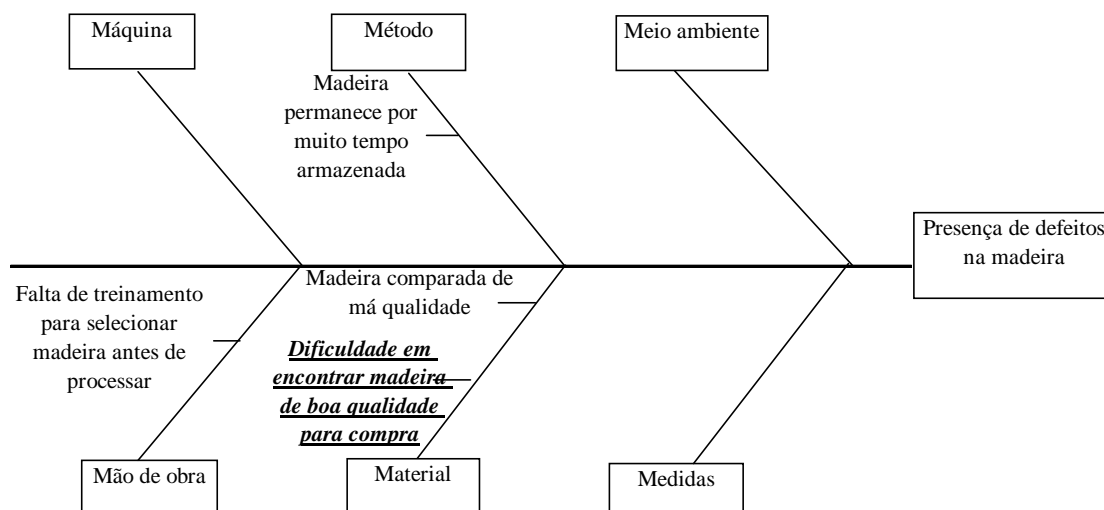 Máquina
Método
Meio ambiente
Madeira
permanece por
muito tempo
armazenada
Presença de defeitos
na madeira
Falta de treinamento
para selecionar
madeira antes de
processar
Madeira comparada de
má qualidade
Dificuldade em
encontrar madeira
de boa qualidade
para compra
Mão de obra
Material
Medidas